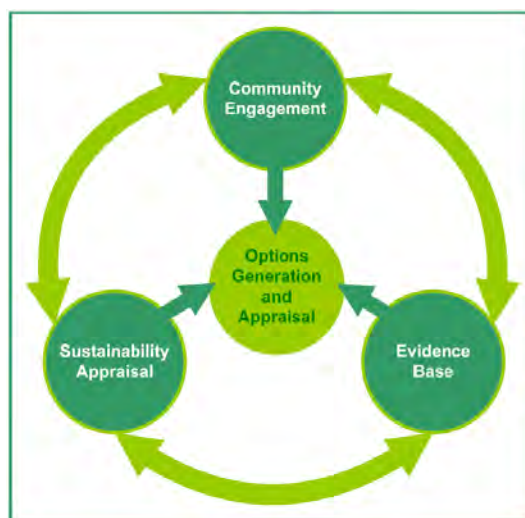 Community
Engagement
Options
Generation
and
Appraisal
Sustainability
Appraisal
Evidence
Base